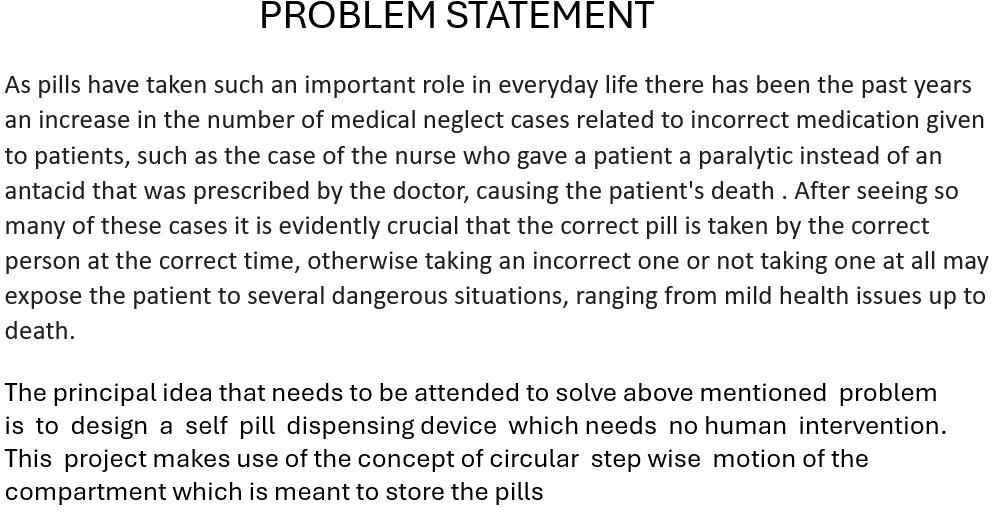 PROBLEM STATEMENT
As pills have taken such an important role in everyday life there has been the past years
an increase in the number of medical neglect cases related to incorrect medication given
to patients, such as the case of the nurse who gave a patient a paralytic instead of an
antacid that was prescribed by the doctor, causing the patient's death . After seeing so
many of these cases it is evidently crucial that the correct pill is taken by the correct
person at the correct time, otherwise taking an incorrect one or not taking one at all may
expose the patient to several dangerous situations, ranging from mild health issues up to
death.
The principal idea that needs to be attended to solve above mentioned problem
is to design a self pill dispensing device which needs no human intervention.
This project makes use of the concept of circular step wise motion of the
compartment which is meant to store the pills